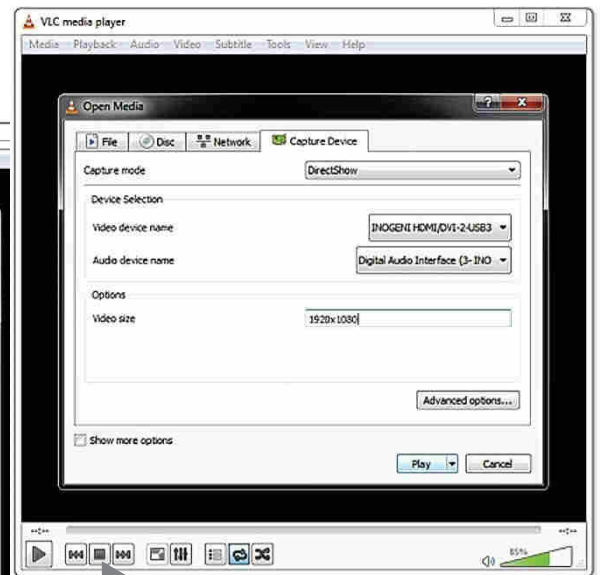 VLC media player
Media Playback Audio Video Subtitle Tools View Help
Open Media
File Disc Network Capture Device
Capture mode DirectShow
Device Selection
Video device name INOGENI HDMI/DVI-2-USB3
Audio device name Digital Audio Interface (3- INO
Options
Video size 1920x1080
Advanced options...
Show more options
Play Cancel
--:-- --:--
85%